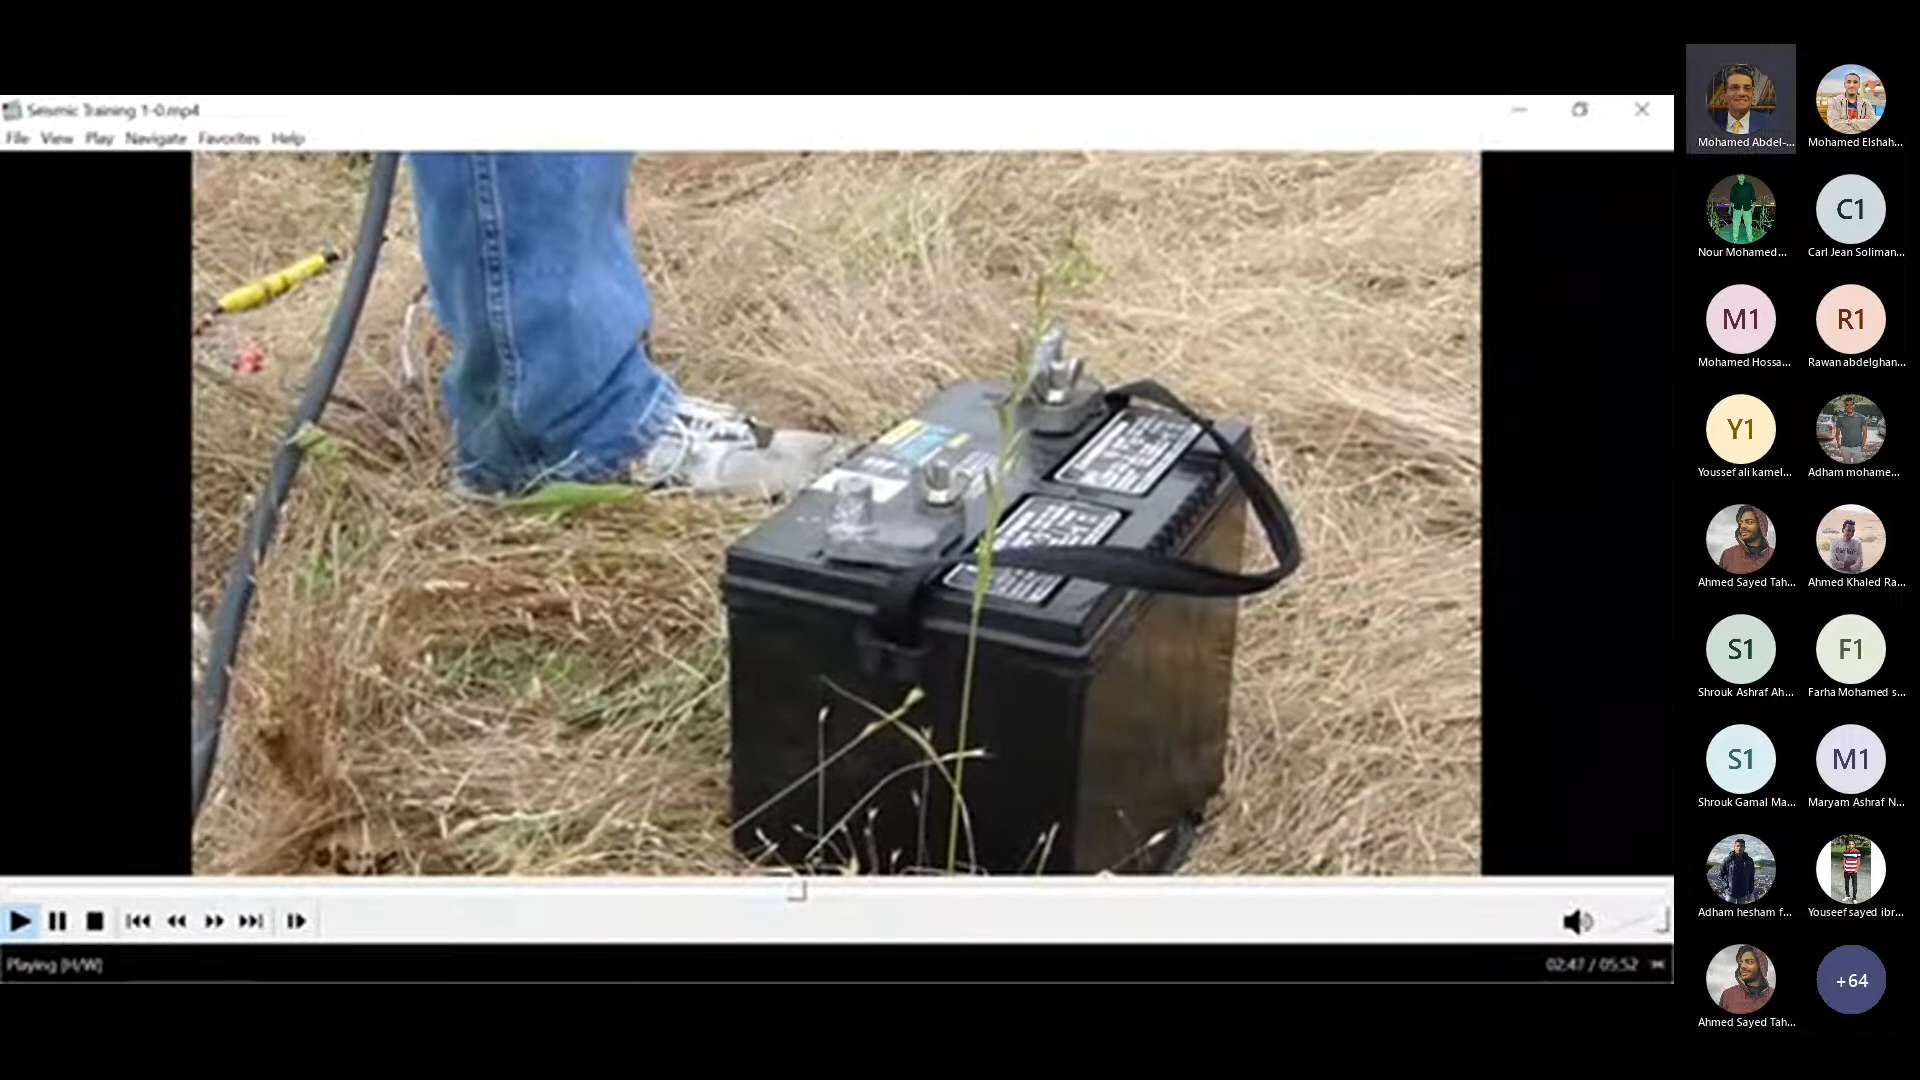 Seismic Training 1-0.mp4
File View Play Navigate Favorites Help
Playing [H/W]
02:47 / 05:52
Mohamed Abdel-...
Mohamed Elshah...
Nour Mohamed...
C1
Carl Jean Soliman...
M1
Mohamed Hossa...
R1
Rawan abdelghan...
Y1
Youssef ali kamel...
Adham mohame...
Ahmed Sayed Tah...
Ahmed Khaled Ra...
S1
Shrouk Ashraf Ah...
F1
Farha Mohamed s...
S1
Shrouk Gamal Ma...
M1
Maryam Ashraf N...
Adham hesham f...
Youseef sayed ibr...
Ahmed Sayed Tah...
+64